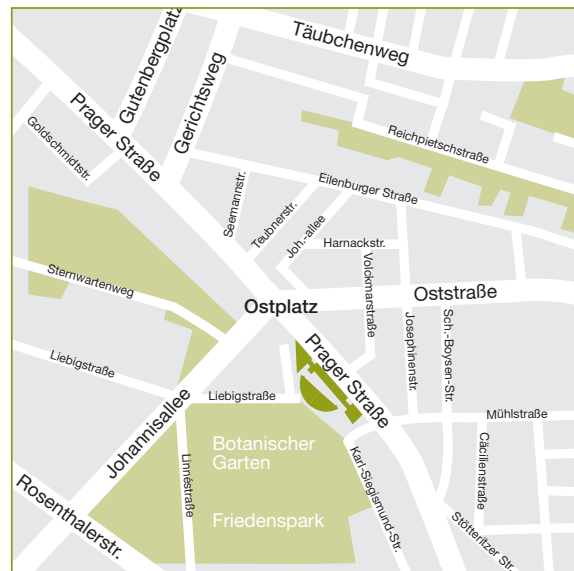 Täubchenweg
Gutenbergplatz
Gerichtsweg
Prager Straße
Goldschmidtstr.
Reichpietschstraße
Eilenburger Straße
Seemannstr.
Teubnerstr.
Joh.-allee
Harnackstr.
Volckmarstraße
Sternwartenweg
Ostplatz
Oststraße
Josephinenstr.
Sch.-Boysen-Str.
Prager Straße
Liebigstraße
Liebigstraße
Johannisallee
Mühlstraße
Cäcilienstraße
Botanischer
Garten
Linnéstraße
Karl-Siegismund-Str.
Rosenthalerstr.
Friedenspark
Stötteritzer Str.